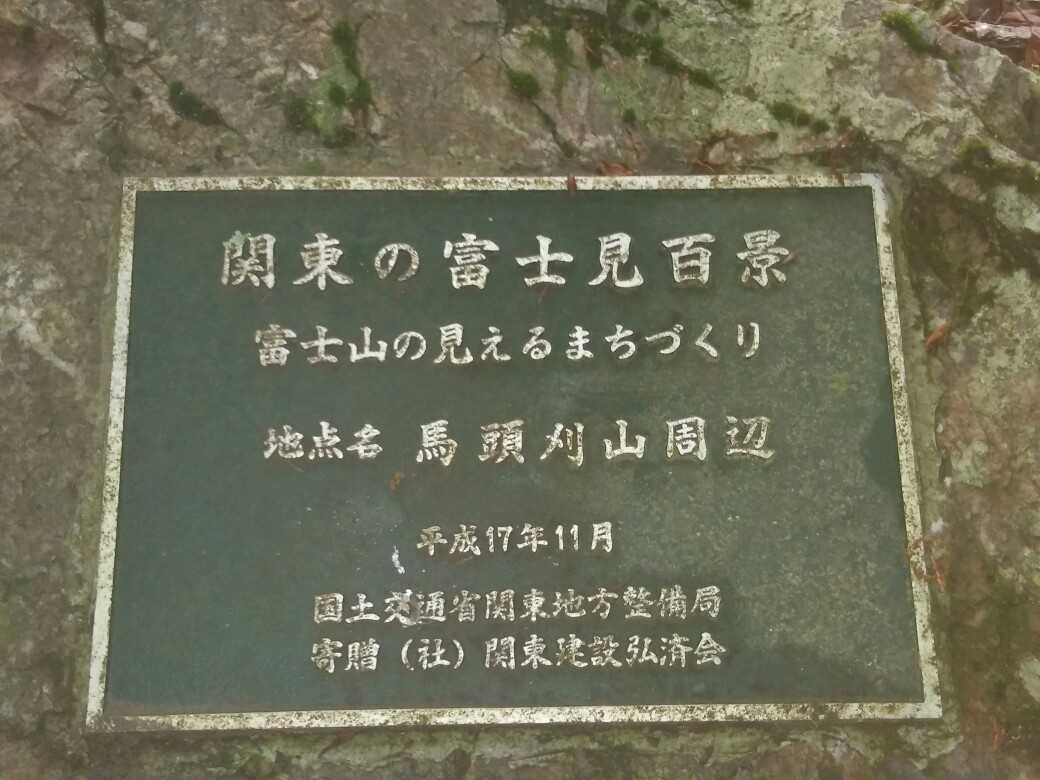 関東の富士見百景
富士山の見えるまちづくり
地点名 馬頭刈山周辺
平成17年11月
国土交通省関東地方整備局
寄贈（社）関東建設弘済会